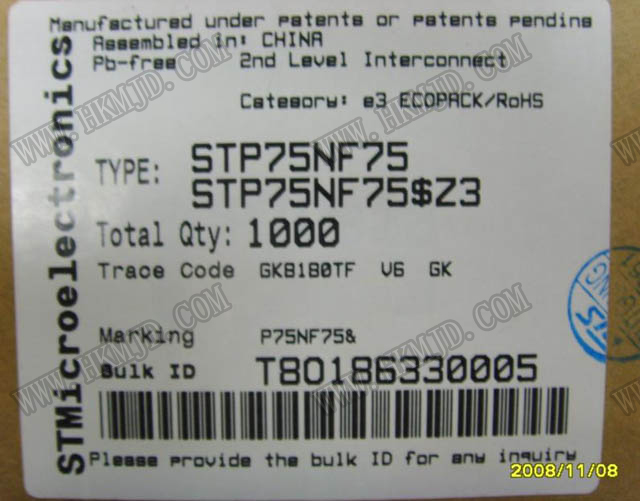 Manufactured under patents or patents pending
Assembled in: CHINA
Pb-free 2nd Level Interconnect
Category: e3 ECOPACK/RoHS
TYPE: STP75NF75
STP75NF75$Z3
Total Qty: 1000
Trace Code GK8180TF V6 GK
Marking P75NF75&
Bulk ID T80186330005
Please provide the bulk ID for any inquiry
STMicroelectronics
WWW.HKMJD.COM
WWW.HKMJD.COM
WWW.HKMJD.COM
WWW.HKMJD.COM
2008/11/08